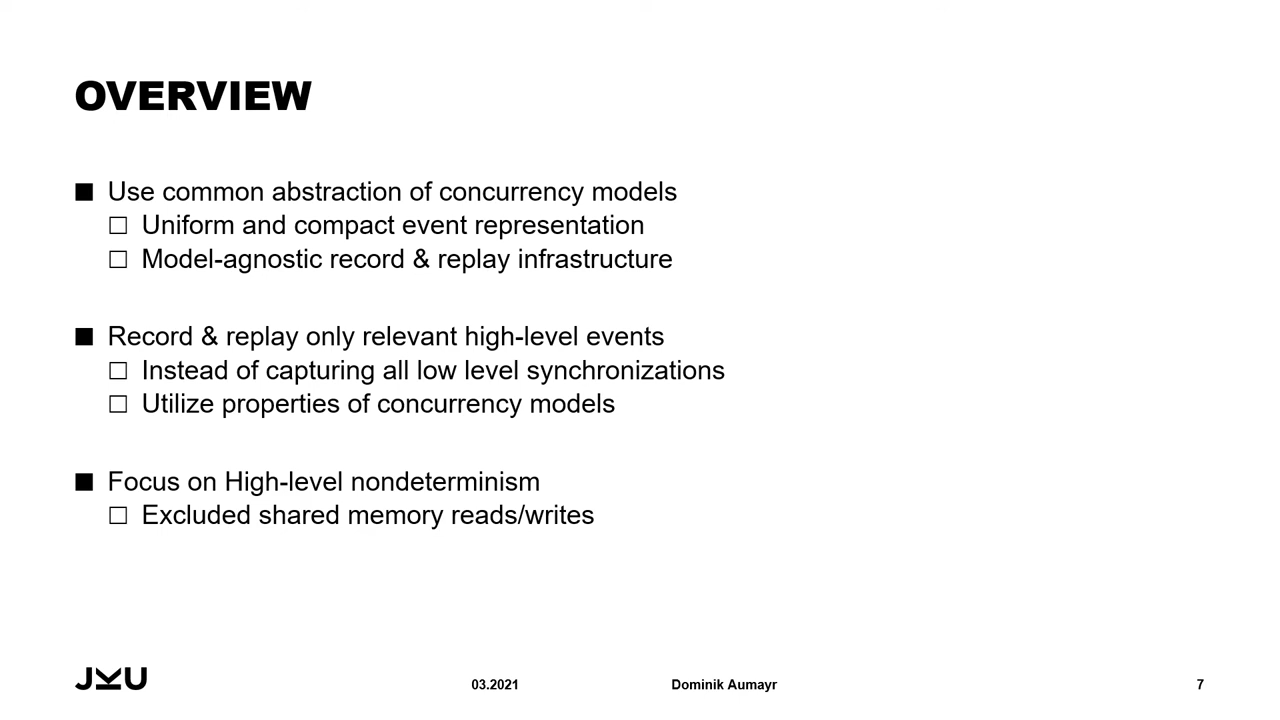 OVERVIEW
■ Use common abstraction of concurrency models
□ Uniform and compact event representation
□ Model-agnostic record & replay infrastructure
■ Record & replay only relevant high-level events
□ Instead of capturing all low level synchronizations
□ Utilize properties of concurrency models
■ Focus on High-level nondeterminism
□ Excluded shared memory reads/writes
JKU 03.2021 Dominik Aumayr 7